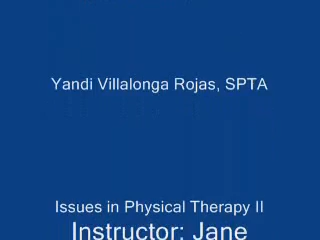 Yandi Villalonga Rojas, SPTA
Issues in Physical Therapy II
Instructor: Jane